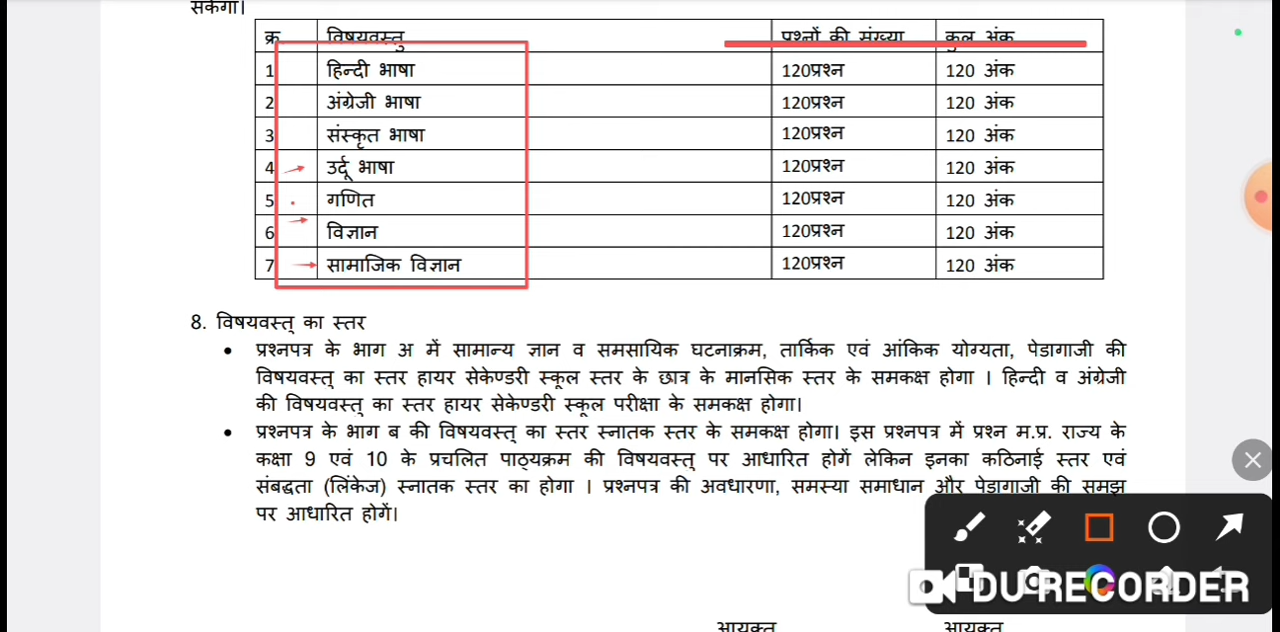 सकेगा।
क्र विषयवस्तु प्रश्नों की संख्या कुल अंक
1 हिन्दी भाषा 120प्रश्न 120 अंक
2 अंग्रेजी भाषा 120प्रश्न 120 अंक
3 संस्कृत भाषा 120प्रश्न 120 अंक
4 उर्दू भाषा 120प्रश्न 120 अंक
5 गणित 120प्रश्न 120 अंक
6 विज्ञान 120प्रश्न 120 अंक
7 सामाजिक विज्ञान 120प्रश्न 120 अंक
8. विषयवस्तु का स्तर
• प्रश्नपत्र के भाग अ में सामान्य ज्ञान व समसायिक घटनाक्रम, तार्किक एवं आंकिक योग्यता, पेडागाजी की
विषयवस्तु का स्तर हायर सेकेण्डरी स्कूल स्तर के छात्र के मानसिक स्तर के समकक्ष होगा । हिन्दी व अंग्रेजी
की विषयवस्तु का स्तर हायर सेकेण्डरी स्कूल परीक्षा के समकक्ष होगा।
• प्रश्नपत्र के भाग ब की विषयवस्तु का स्तर स्नातक स्तर के समकक्ष होगा। इस प्रश्नपत्र में प्रश्न म.प्र. राज्य के
कक्षा 9 एवं 10 के प्रचलित पाठ्यक्रम की विषयवस्तु पर आधारित होगें लेकिन इनका कठिनाई स्तर एवं
संबद्धता (लिंकेज) स्नातक स्तर का होगा । प्रश्नपत्र की अवधारणा, समस्या समाधान और पेडागाजी की समझ
पर आधारित होगें।
DU RECORDER
आयुक्त आयुक्त